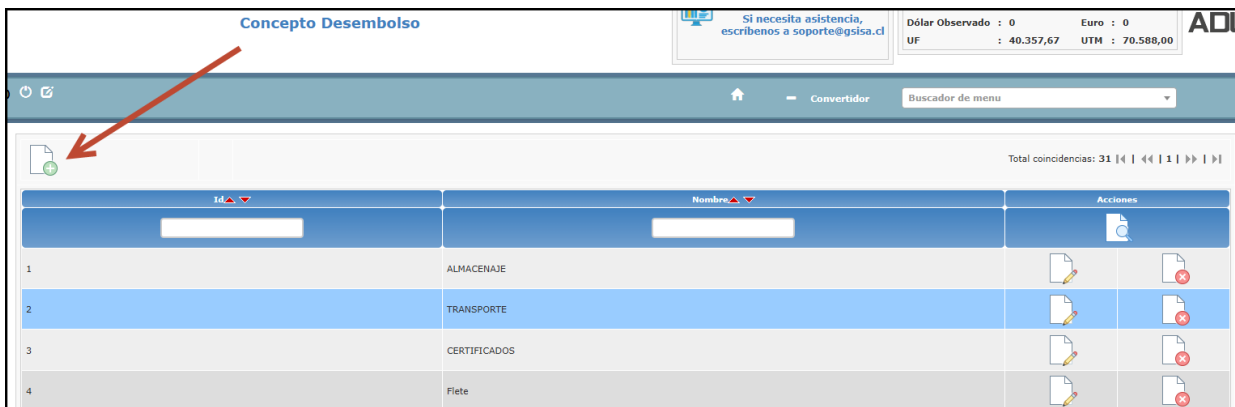 Concepto Desembolso
Si necesita asistencia,
escribenos a soporte@gsisa.cl
Dólar Observado : 0 Euro : 0
UF : 40.357,67 UTM : 70.588,00
Convertidor
Buscador de menu
Total coincidencias: 31 | 1 |
Id Nombre Acciones
1 ALMACENAJE
2 TRANSPORTE
3 CERTIFICADOS
4 Flete